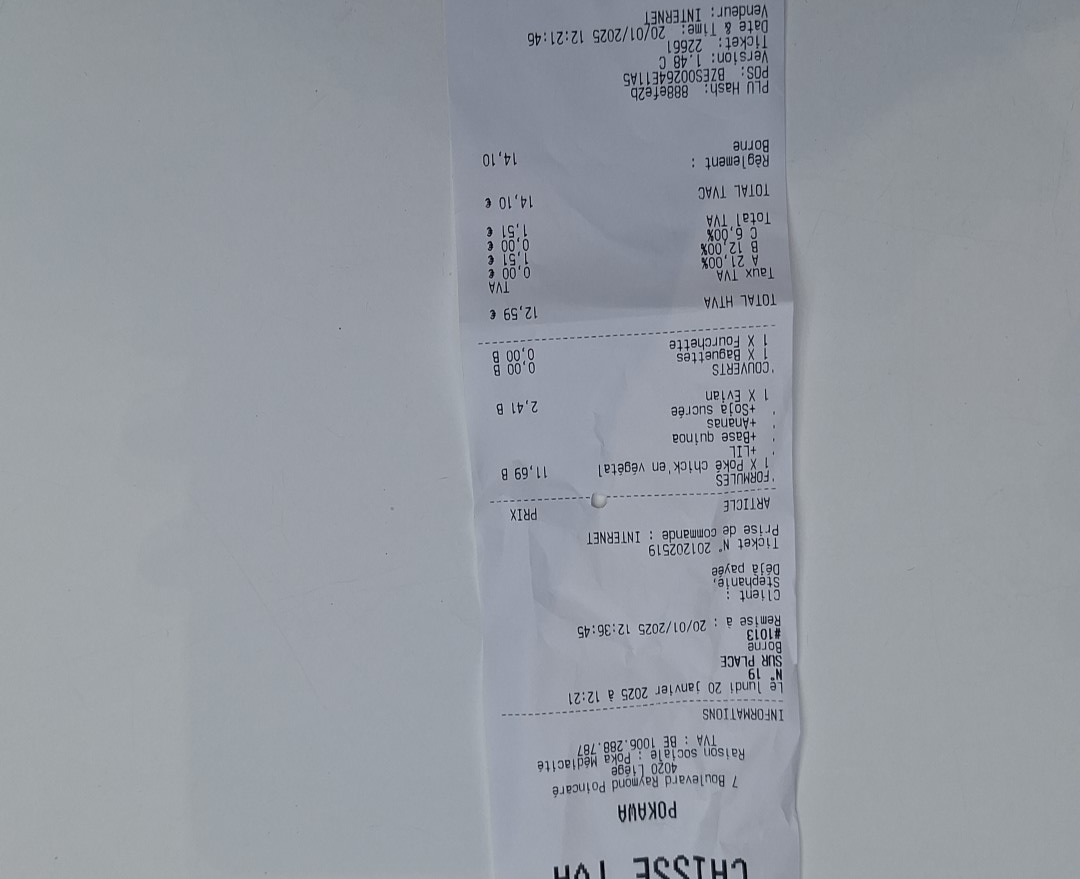 CAISSE TVA
POKAWA
7 Boulevard Raymond Poincaré
4020 Liège
Raison sociale : Poka Médiacité
TVA : BE 1006.288.787
INFORMATIONS
Le lundi 20 janvier 2025 à 12:21
N° 19
SUR PLACE
Borne
#1013
Remise à : 20/01/2025 12:36:45
Client :
Stephanie,
Déjà payée
Ticket N° 201202519
Prise de commande : INTERNET
ARTICLE PRIX
'FORMULES
1 X Poké chick'en végétal 11,69 B
' +LIL
' +Base quinoa
' +Ananas
' +Soja sucrée
1 X Evian 2,41 B
'COUVERTS
1 X Baguettes 0,00 B
1 X Fourchette 0,00 B
TOTAL HTVA 12,59 €
Taux TVA TVA
A 21,00% 0,00 €
B 12,00% 1,51 €
C 6,00% 0,00 €
Total TVA 1,51 €
TOTAL TVAC 14,10 €
Règlement :
Borne 14,10
PLU Hash: 888efe2b
POS: BZES00264E11A5
Version: 1.48 C
Ticket: 22661
Date & Time: 20/01/2025 12:21:46
Vendeur: INTERNET